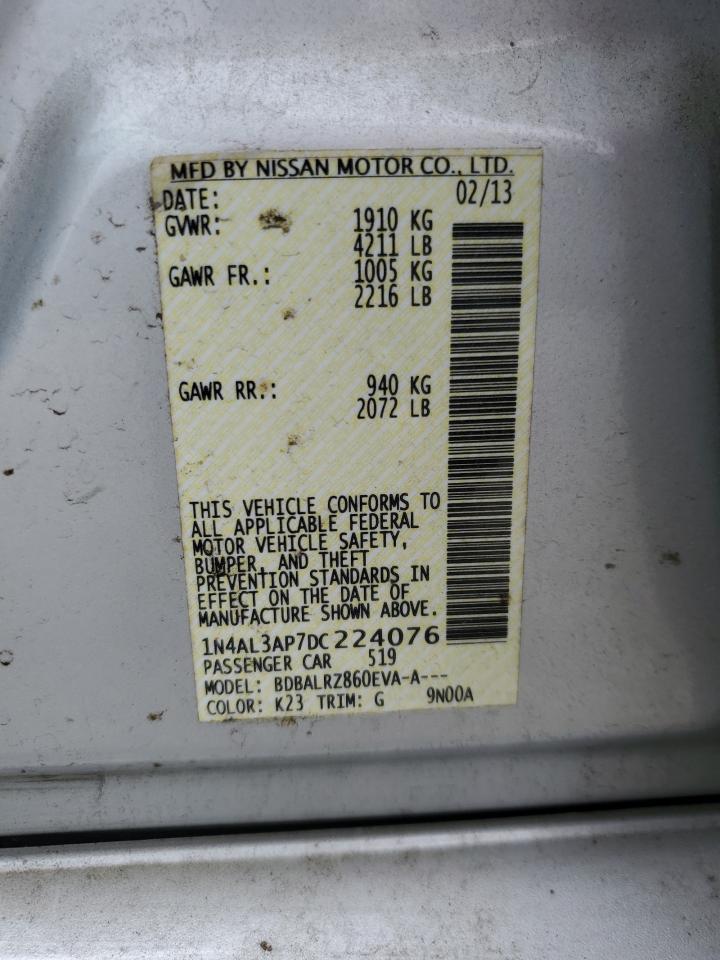 MFD BY NISSAN MOTOR CO., LTD.
DATE: 02/13
GVWR: 1910 KG
4211 LB
GAWR FR.: 1005 KG
2216 LB
GAWR RR.: 940 KG
2072 LB
THIS VEHICLE CONFORMS TO
ALL APPLICABLE FEDERAL
MOTOR VEHICLE SAFETY,
BUMPER, AND THEFT
PREVENTION STANDARDS IN
EFFECT ON THE DATE OF
MANUFACTURE SHOWN ABOVE.
1N4AL3AP7DC224076
PASSENGER CAR 519
MODEL: BDBALRZ860EVA-A---
COLOR: K23 TRIM: G 9N00A